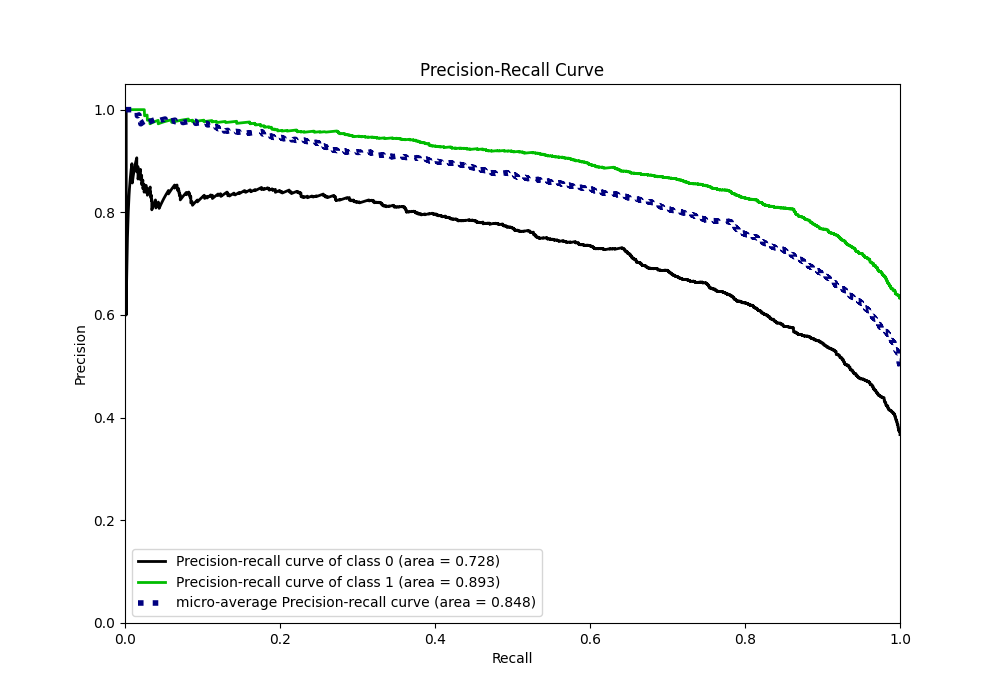 Precision-Recall Curve
1.0
0.8
0.6
0.4
0.2
0.0
Precision
Precision-recall curve of class 0 (area = 0.728)
Precision-recall curve of class 1 (area = 0.893)
micro-average Precision-recall curve (area = 0.848)
0.0 0.2 0.4 0.6 0.8 1.0
Recall